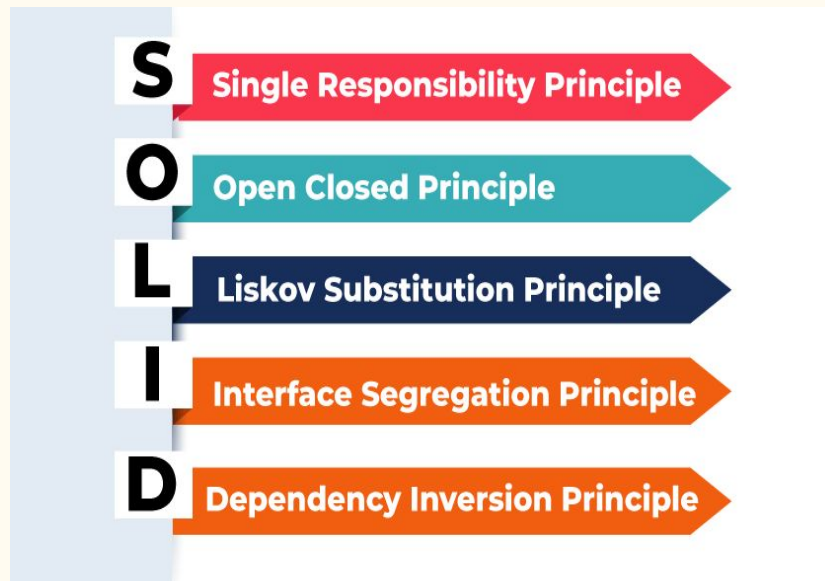 S
Single Responsibility Principle
O
Open Closed Principle
L
Liskov Substitution Principle
I
Interface Segregation Principle
D
Dependency Inversion Principle